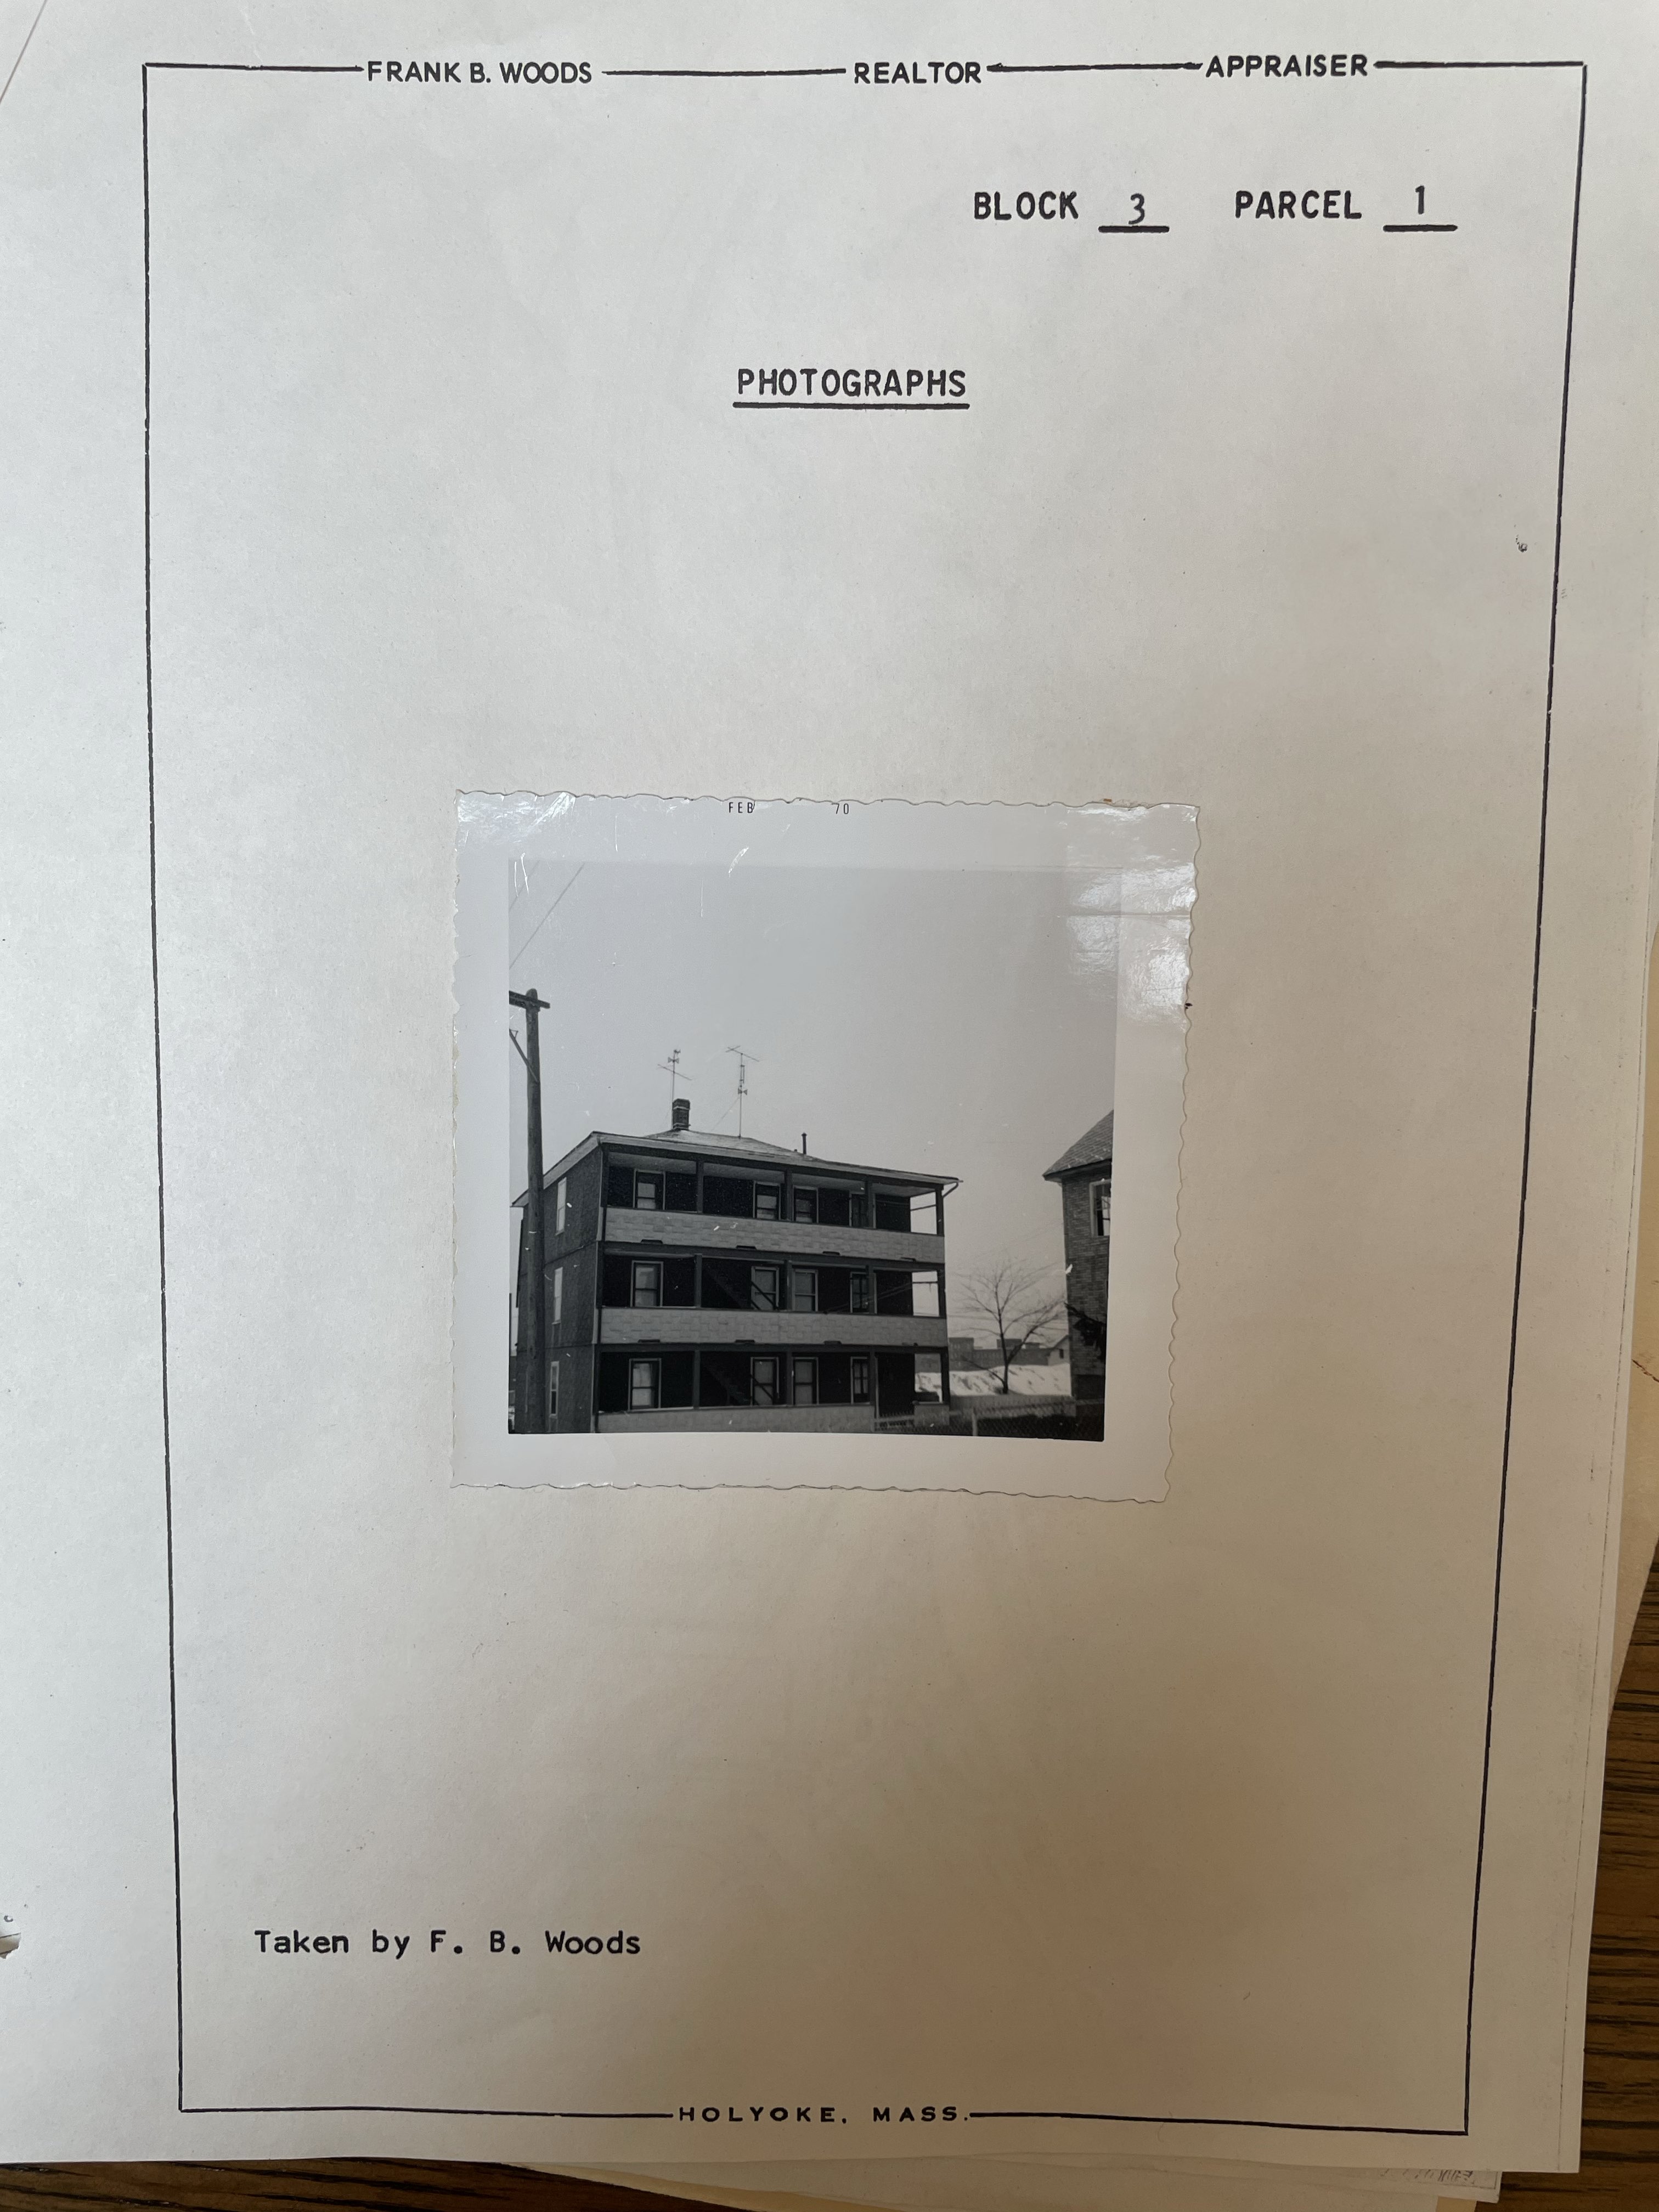 FRANK B. WOODS REALTOR APPRAISER
BLOCK 3 PARCEL 1
PHOTOGRAPHS
FEB 70
Taken by F. B. Woods
HOLYOKE, MASS.